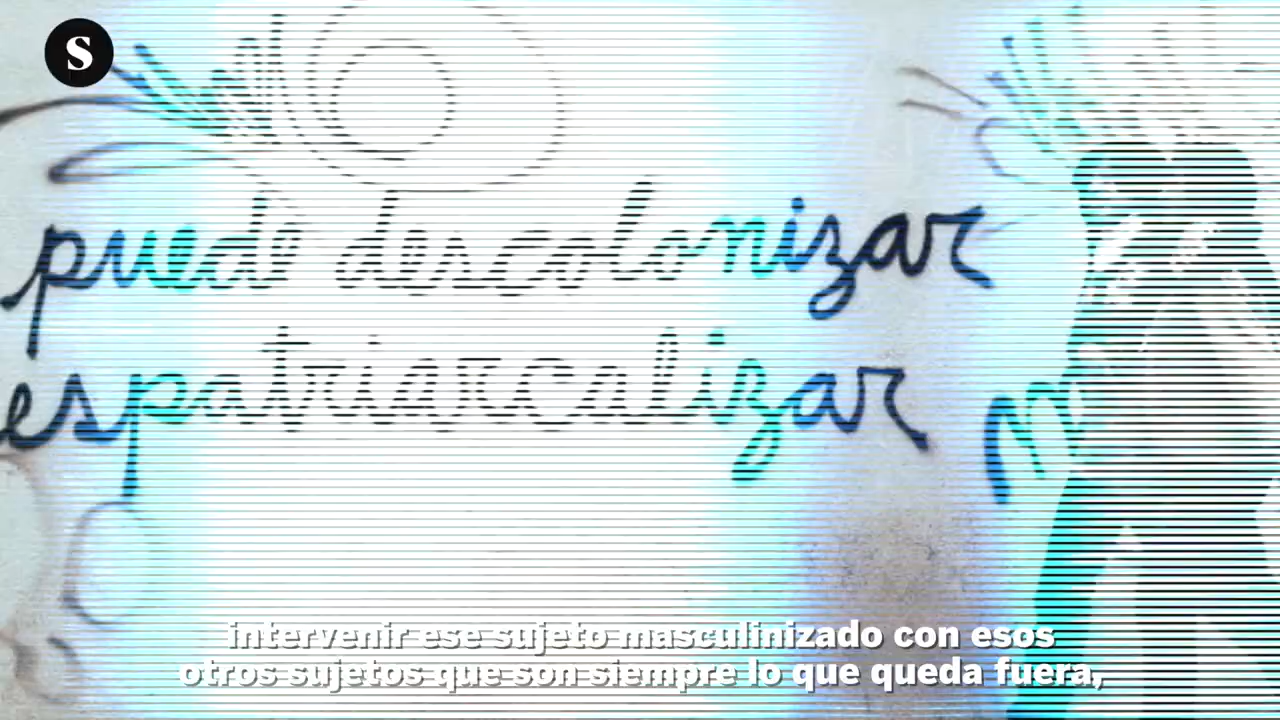 S
puede descolonizar
espatriarcalizar
intervenir ese sujeto masculinizado con esos
otros sujetos que son siempre lo que queda fuera,